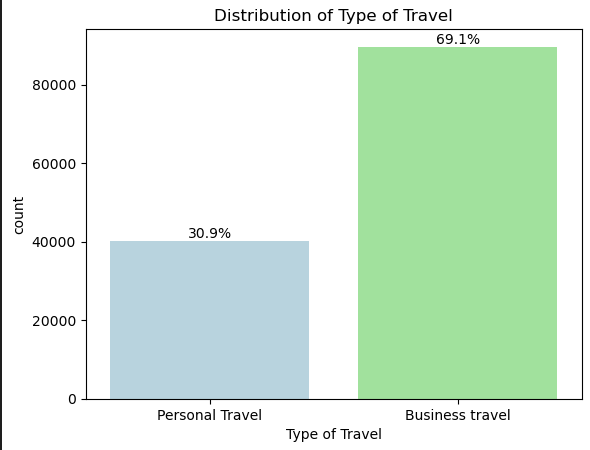 Distribution of Type of Travel
69.1%
80000
60000
count
40000
30.9%
20000
0
Personal Travel
Business travel
Type of Travel